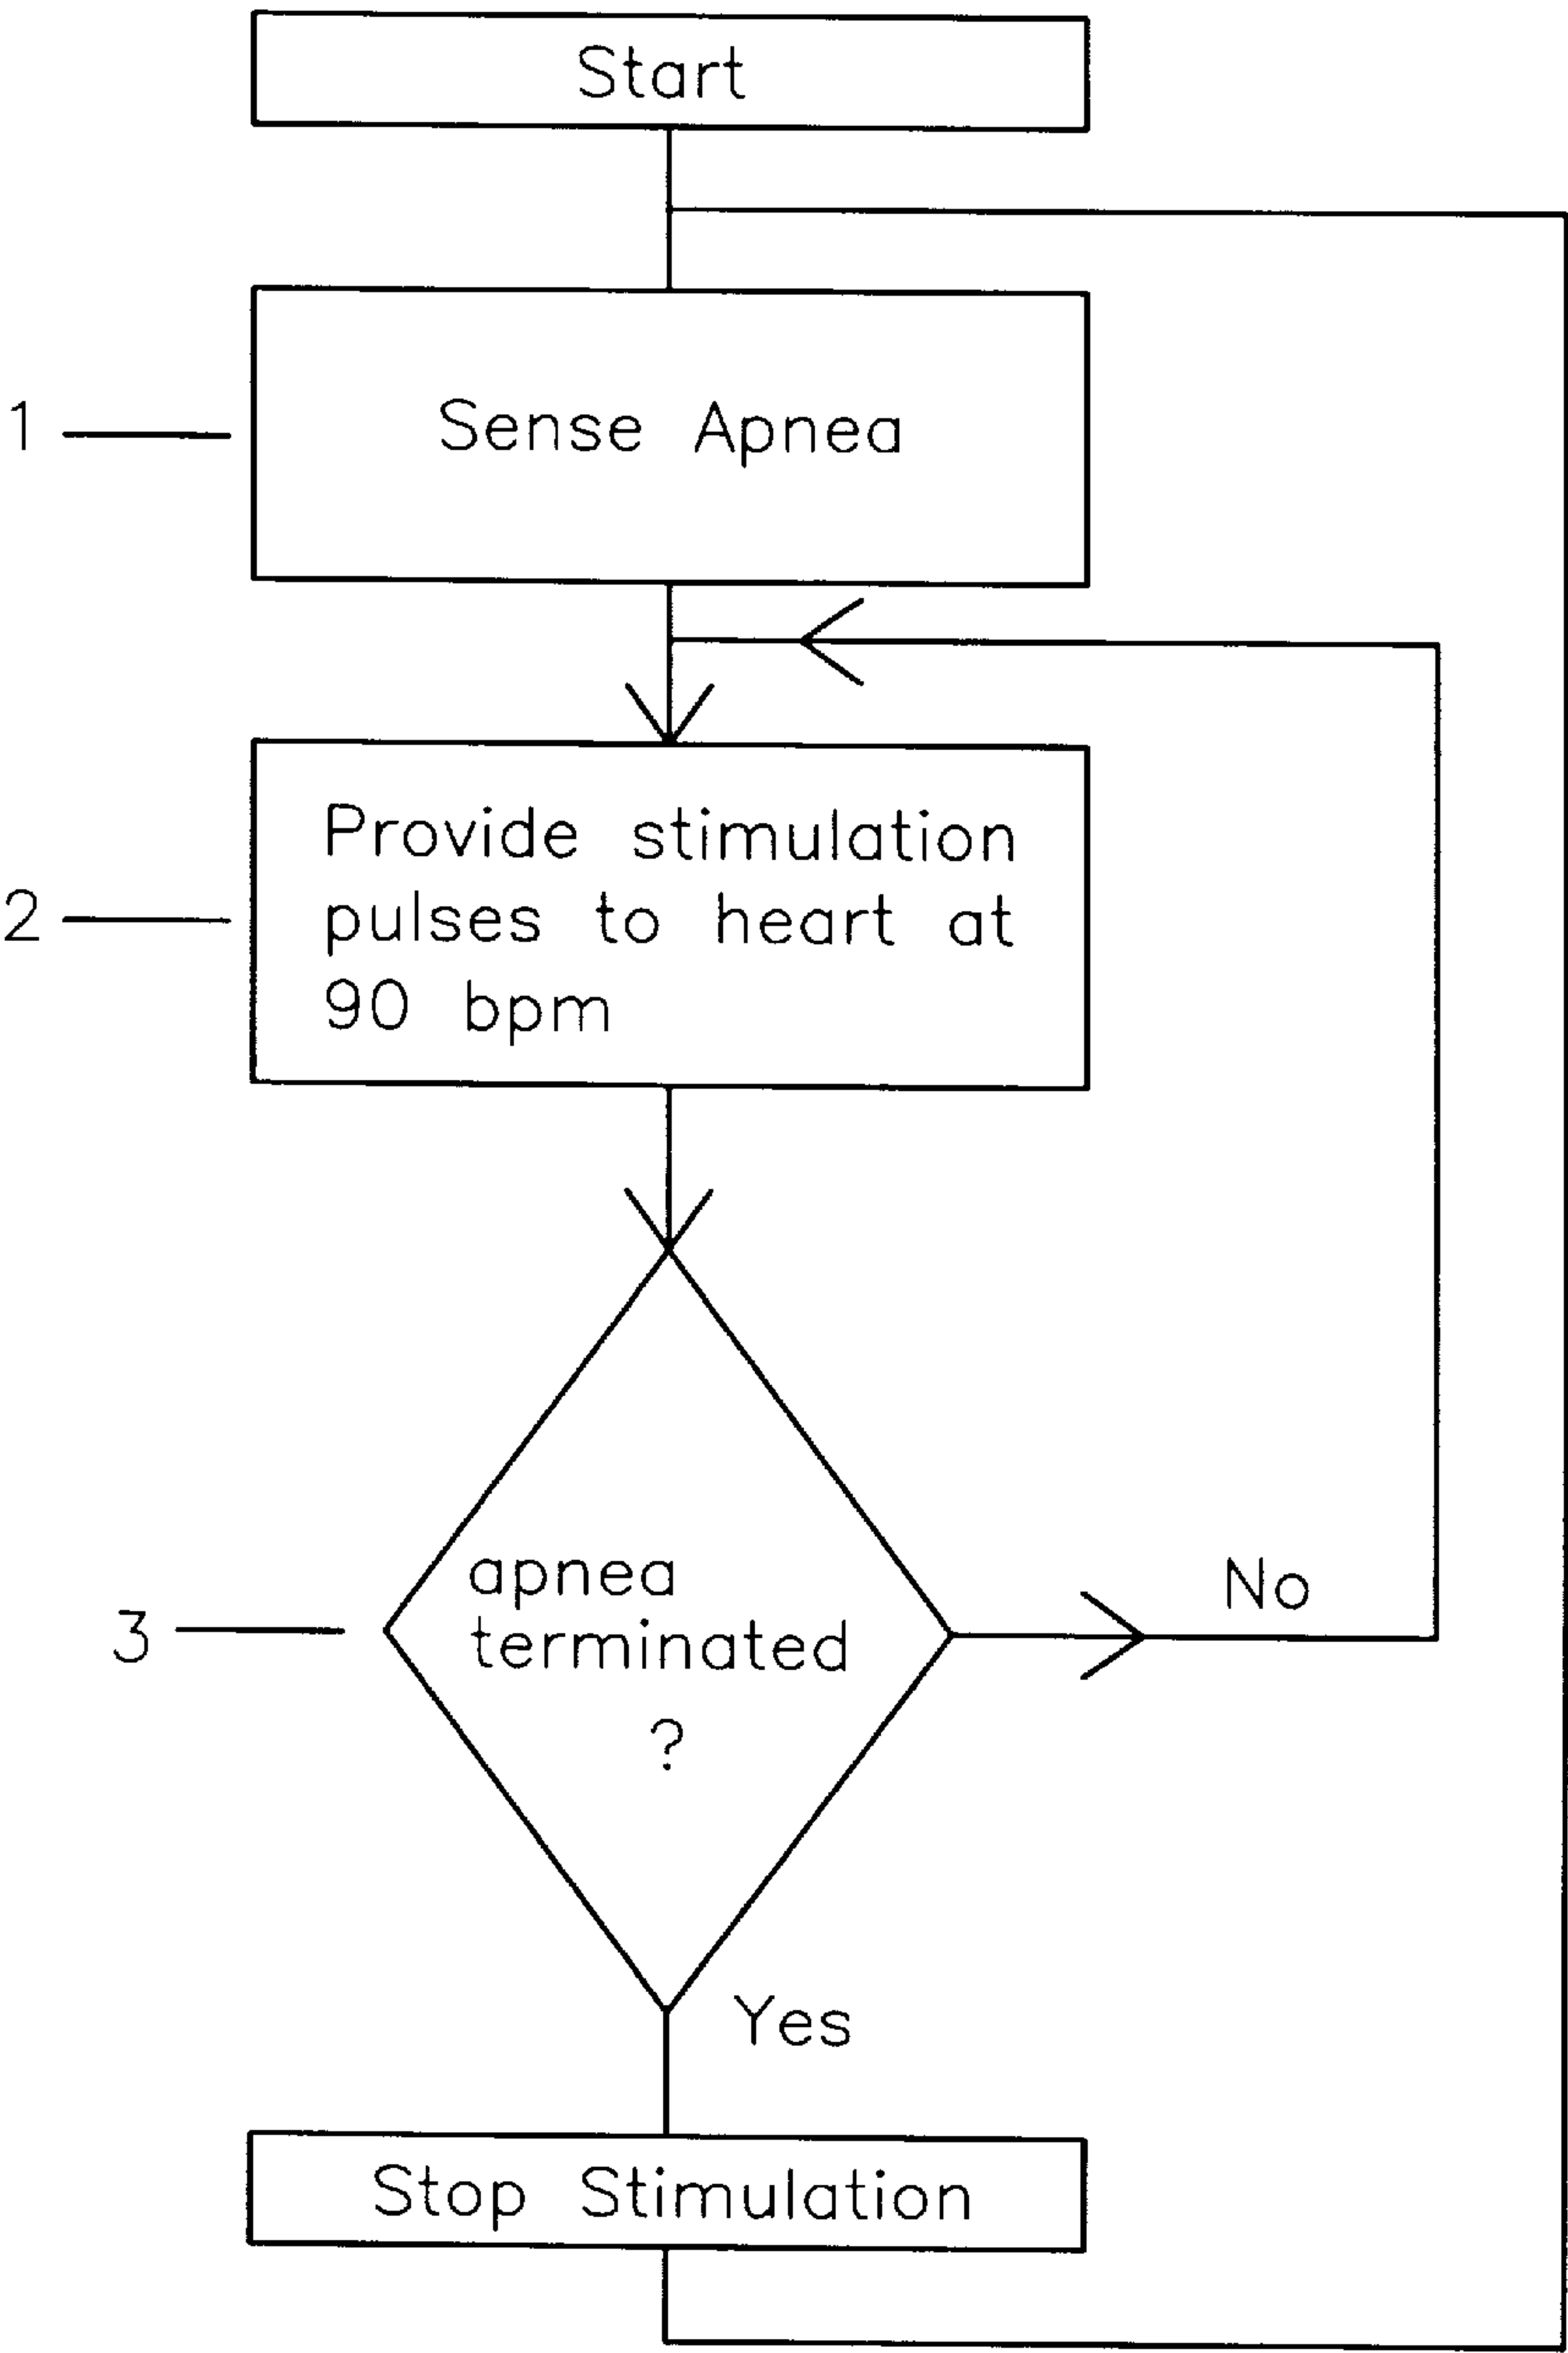 Start
1
Sense Apnea
2
Provide stimulation
pulses to heart at
90 bpm
3
apnea
terminated
?
No
Yes
Stop Stimulation